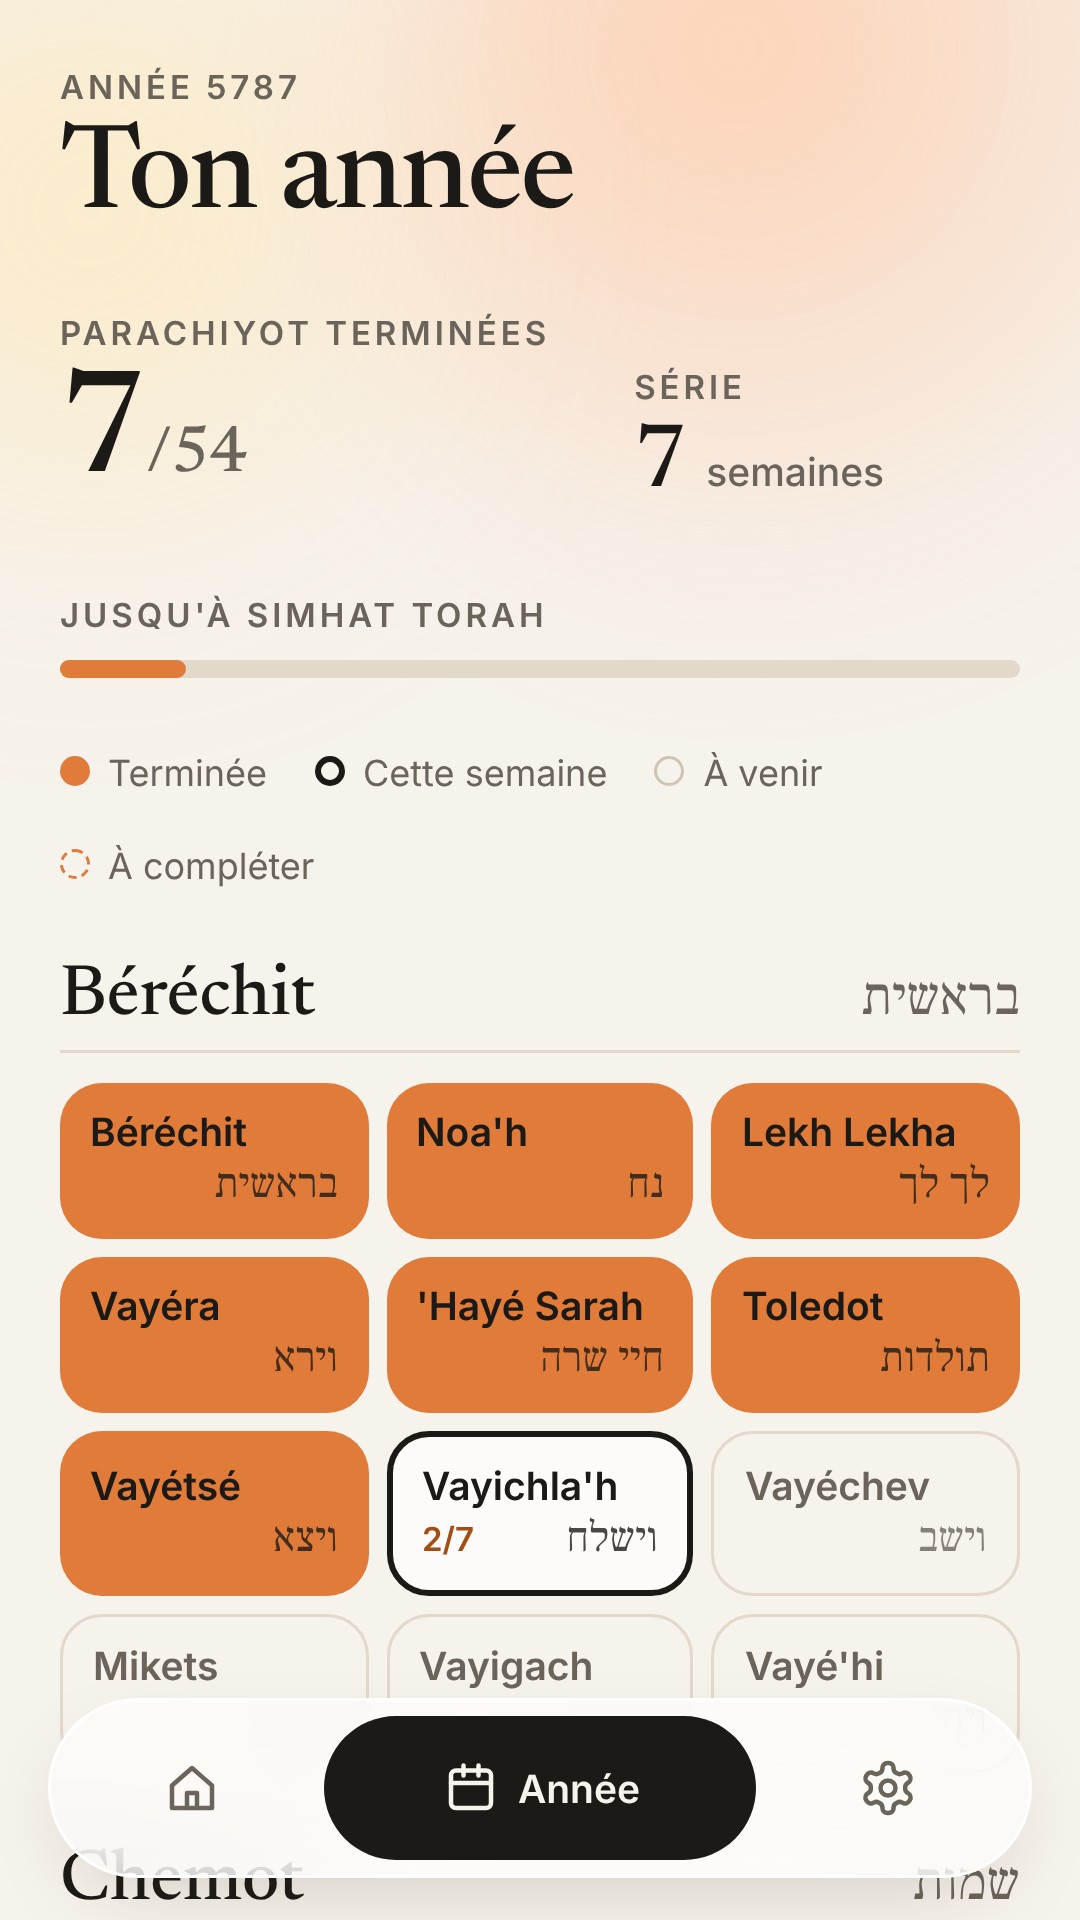 ANNÉE 5787
Ton année
PARACHIYOT TERMINÉES
7/54
SÉRIE
7 semaines
JUSQU'À SIMHAT TORAH
Terminée
Cette semaine
À venir
À compléter
Béréchit
בראשית
Béréchit
בראשית
Noa'h
נח
Lekh Lekha
לך לך
Vayéra
וירא
'Hayé Sarah
חיי שרה
Toledot
תולדות
Vayétsé
ויצא
Vayichla'h
2/7
וישלח
Vayéchev
וישב
Mikets
Vayigach
Vayé'hi
Année
Chemot
שמות